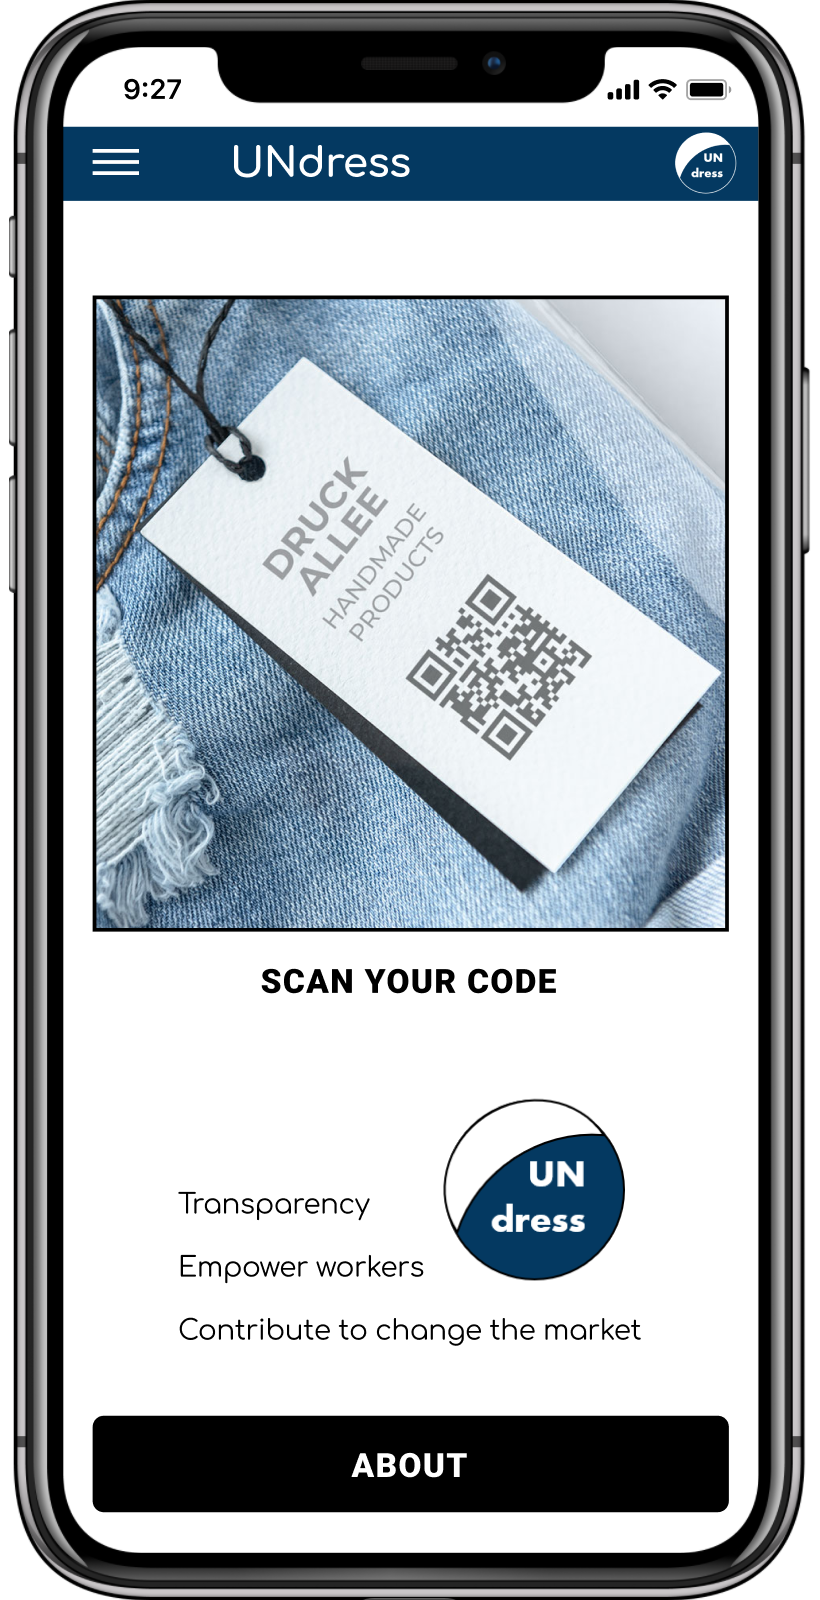 9:27
UNdress
UN
dress
DRUCK
ALLEE
HANDMADE
PRODUCTS
SCAN YOUR CODE
UN
dress
Transparency
Empower workers
Contribute to change the market
ABOUT